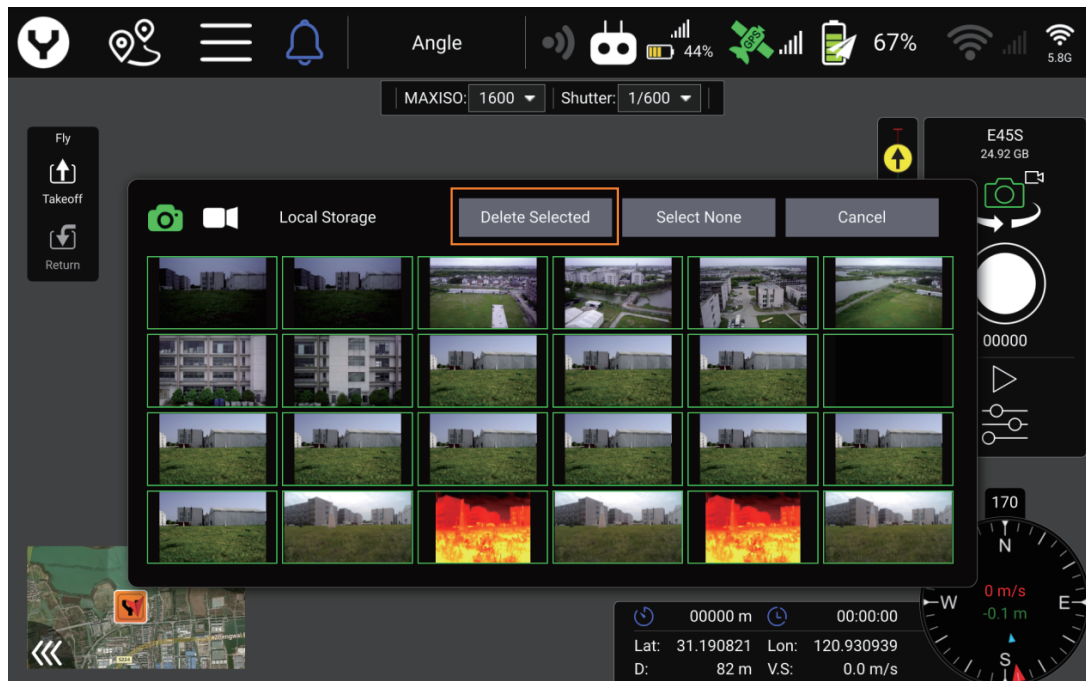 Angle
44%
GPS
67%
5.8G
MAXISO: 1600
Shutter: 1/600
Fly
Takeoff
Return
E45S
24.92 GB
Local Storage
Delete Selected
Select None
Cancel
00000
170
N
W
E
S
0 m/s
-0.1 m
00000 m
00:00:00
Lat: 31.190821 Lon: 120.930939
D: 82 m V.S: 0.0 m/s